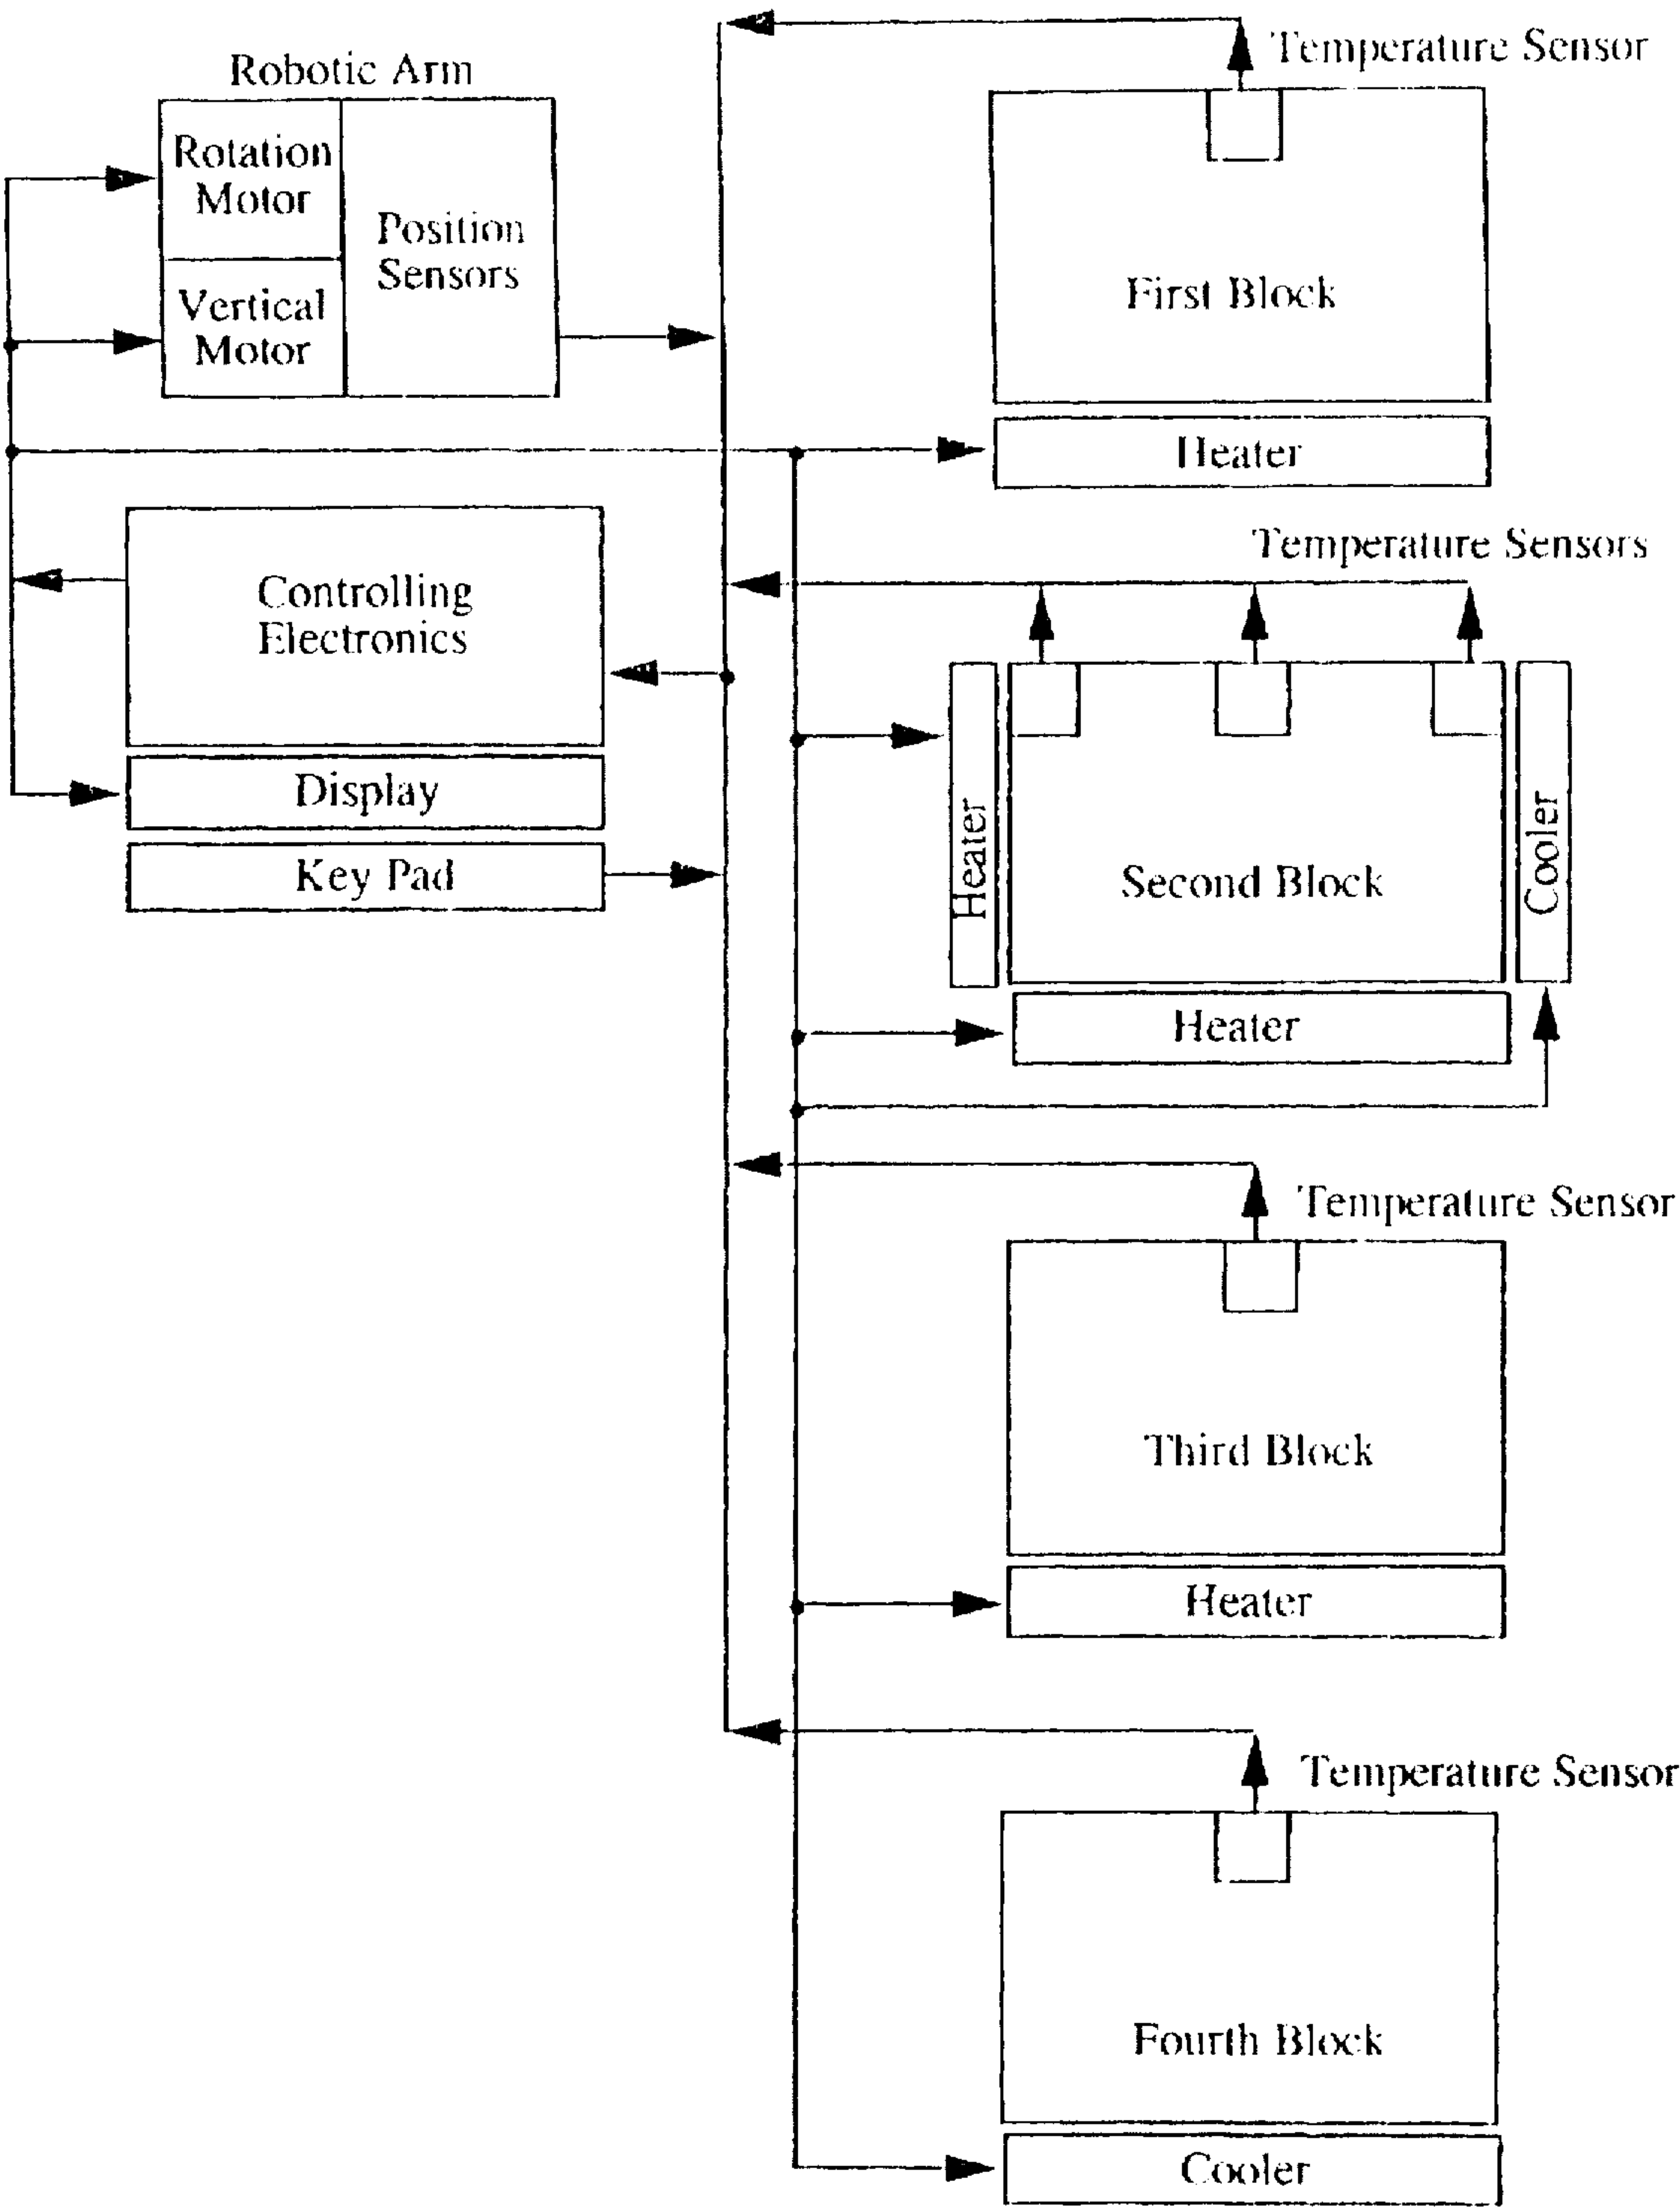 Robotic Arm
Rotation
Motor
Vertical
Motor
Position
Sensors
Controlling
Electronics
Display
Key Pad
Temperature Sensor
First Block
Heater
Temperature Sensors
Heater
Second Block
Cooler
Heater
Temperature Sensor
Third Block
Heater
Temperature Sensor
Fourth Block
Cooler